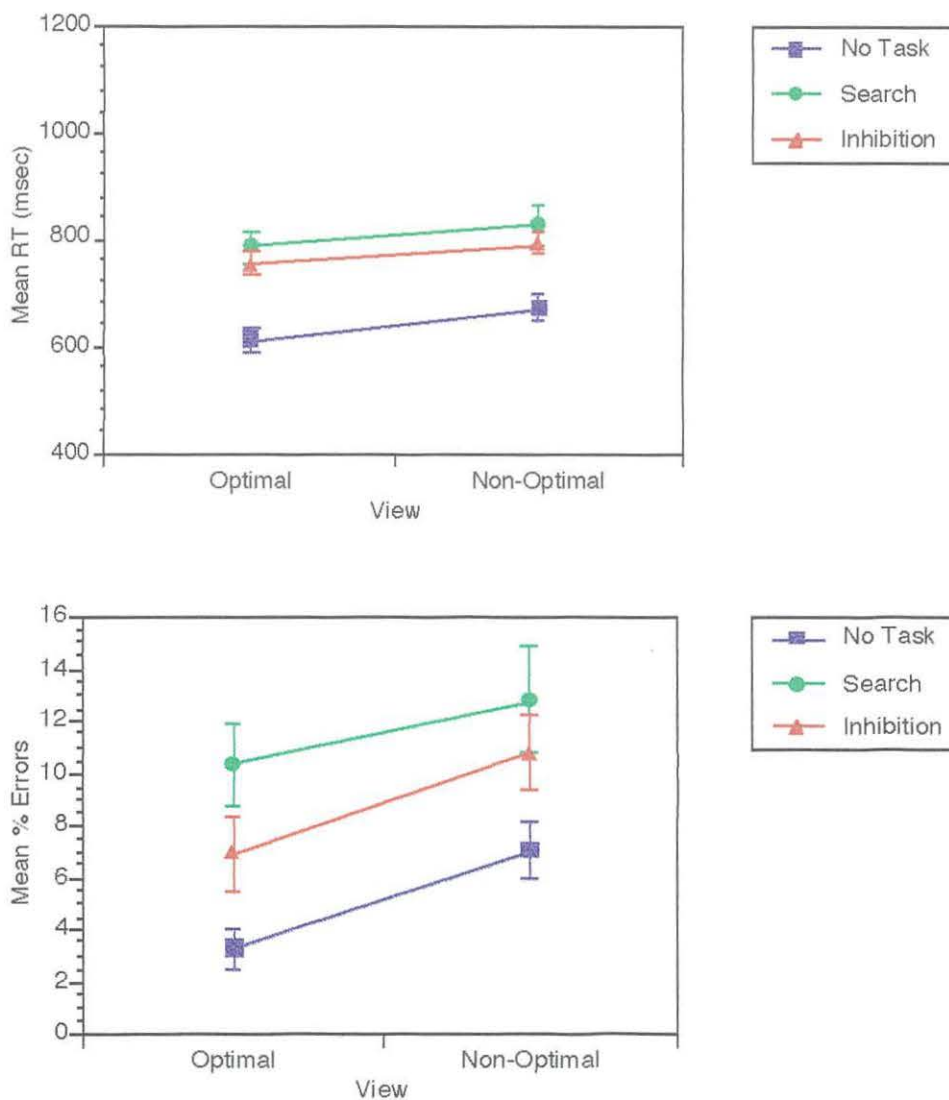 1200
1000
800
600
400
Mean RT (msec)
Optimal
Non-Optimal
View
No Task
Search
Inhibition
16
14
12
10
8
6
4
2
0
Mean % Errors
Optimal
Non-Optimal
View
No Task
Search
Inhibition